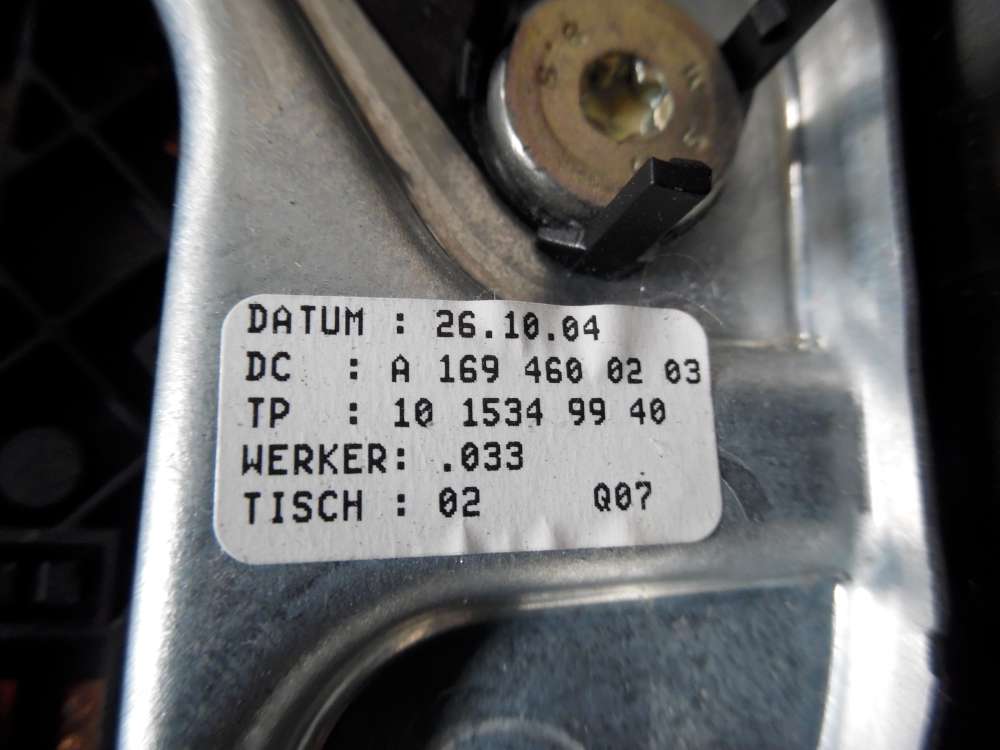 DATUM : 26.10.04
DC : A 169 460 02 03
TP : 10 1534 99 40
WERKER: .033
TISCH : 02 Q07